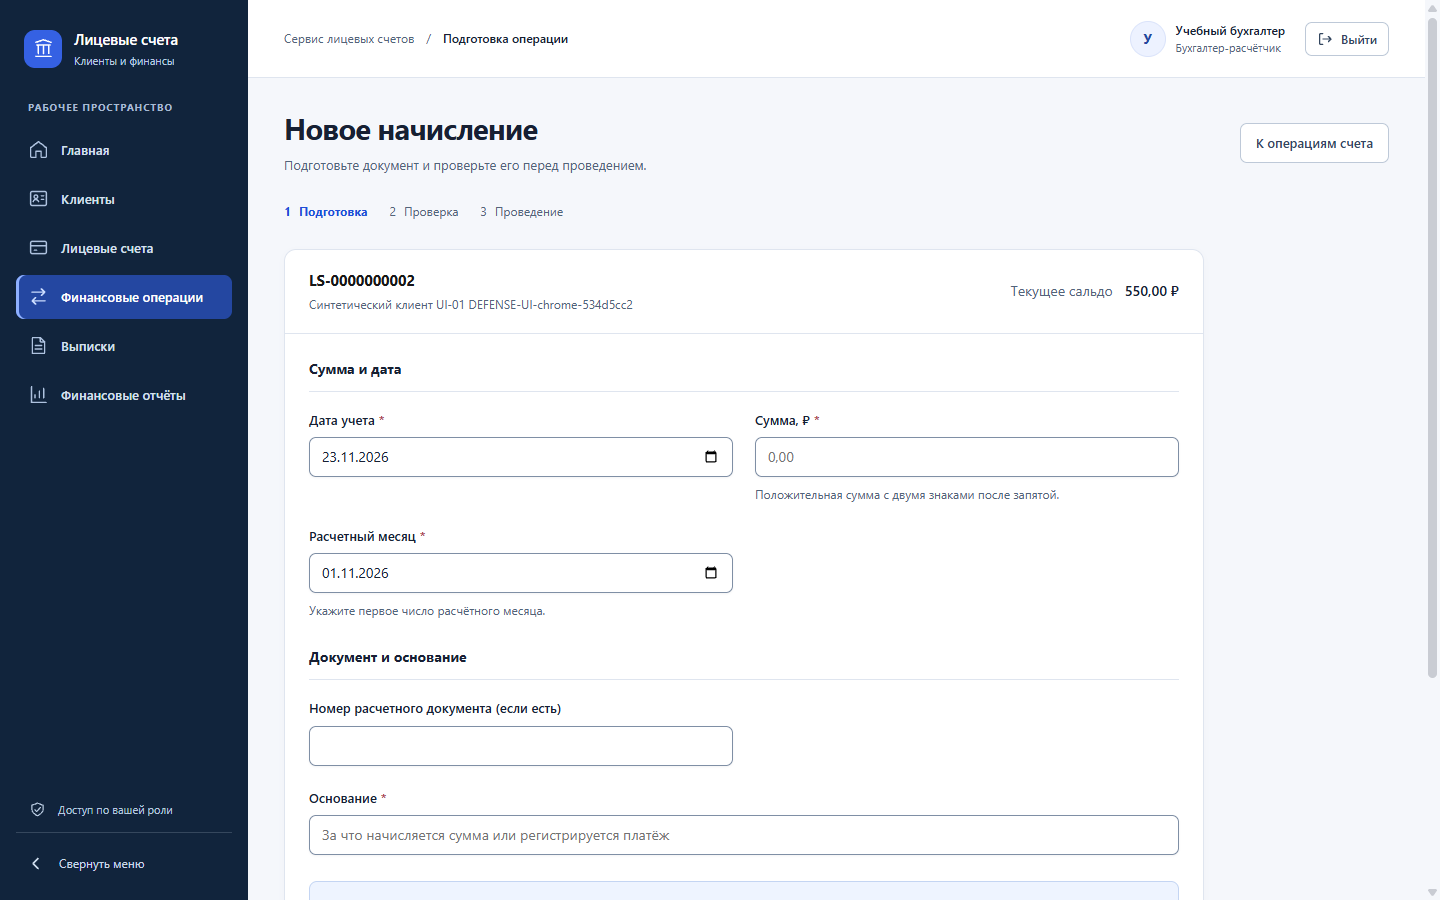 Лицевые счета
Клиенты и финансы
РАБОЧЕЕ ПРОСТРАНСТВО
Главная
Клиенты
Лицевые счета
Финансовые операции
Выписки
Финансовые отчёты
Доступ по вашей роли
Свернуть меню
Сервис лицевых счетов / Подготовка операции
У
Учебный бухгалтер
Бухгалтер-расчётчик
Выйти
Новое начисление
Подготовьте документ и проверьте его перед проведением.
К операциям счета
1 Подготовка 2 Проверка 3 Проведение
LS-0000000002
Синтетический клиент UI-01 DEFENSE-UI-chrome-534d5cc2
Текущее сальдо 550,00 ₽
Сумма и дата
Дата учета *
23.11.2026
Сумма, ₽ *
0,00
Положительная сумма с двумя знаками после запятой.
Расчетный месяц *
01.11.2026
Укажите первое число расчётного месяца.
Документ и основание
Номер расчетного документа (если есть)
Основание *
За что начисляется сумма или регистрируется платёж